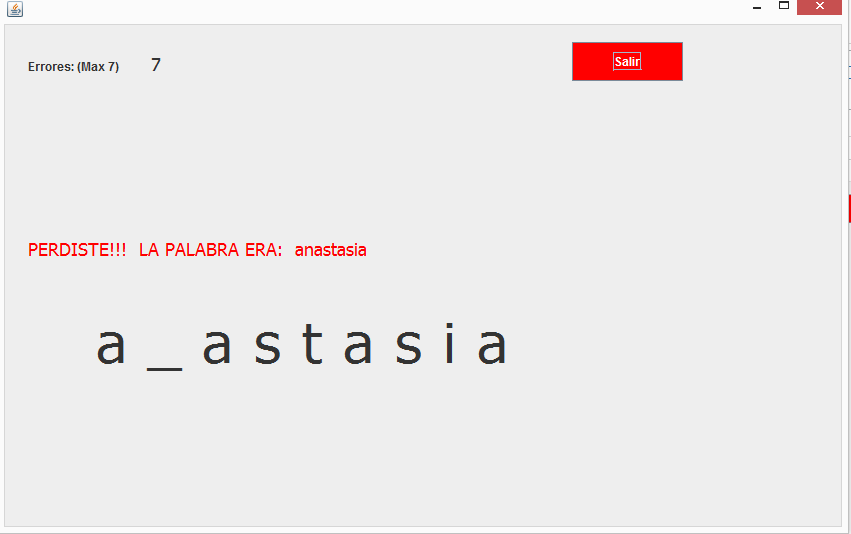 Errores: (Max 7) 7
Salir
PERDISTE!!! LA PALABRA ERA: anastasia
a _ a s t a s i a